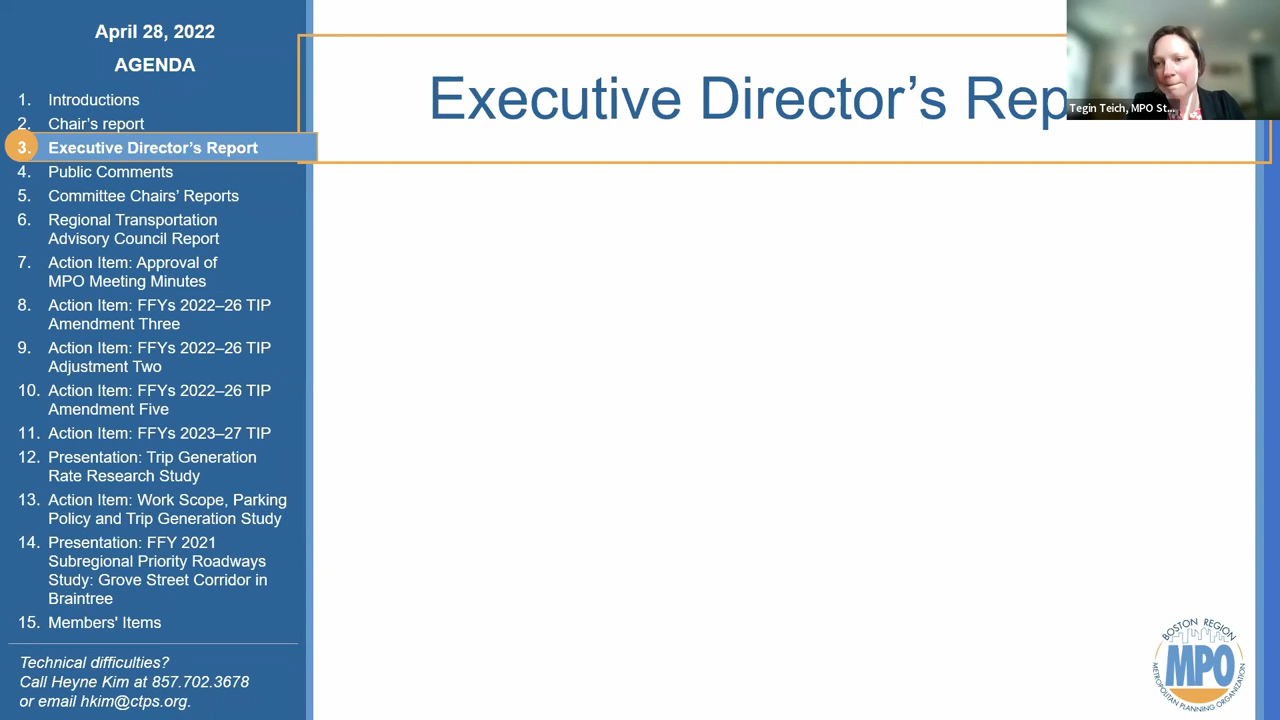 April 28, 2022
AGENDA
1. Introductions
2. Chair's report
3. Executive Director's Report
4. Public Comments
5. Committee Chairs' Reports
6. Regional Transportation
Advisory Council Report
7. Action Item: Approval of
MPO Meeting Minutes
8. Action Item: FFYs 2022–26 TIP
Amendment Three
9. Action Item: FFYs 2022–26 TIP
Adjustment Two
10. Action Item: FFYs 2022–26 TIP
Amendment Five
11. Action Item: FFYs 2023–27 TIP
12. Presentation: Trip Generation
Rate Research Study
13. Action Item: Work Scope, Parking
Policy and Trip Generation Study
14. Presentation: FFY 2021
Subregional Priority Roadways
Study: Grove Street Corridor in
Braintree
15. Members' Items
Technical difficulties?
Call Heyne Kim at 857.702.3678
or email hkim@ctps.org.
Executive Director’s Rep
Tegin Teich, MPO St...
BOSTON REGION
MPO
METROPOLITAN PLANNING ORGANIZATION